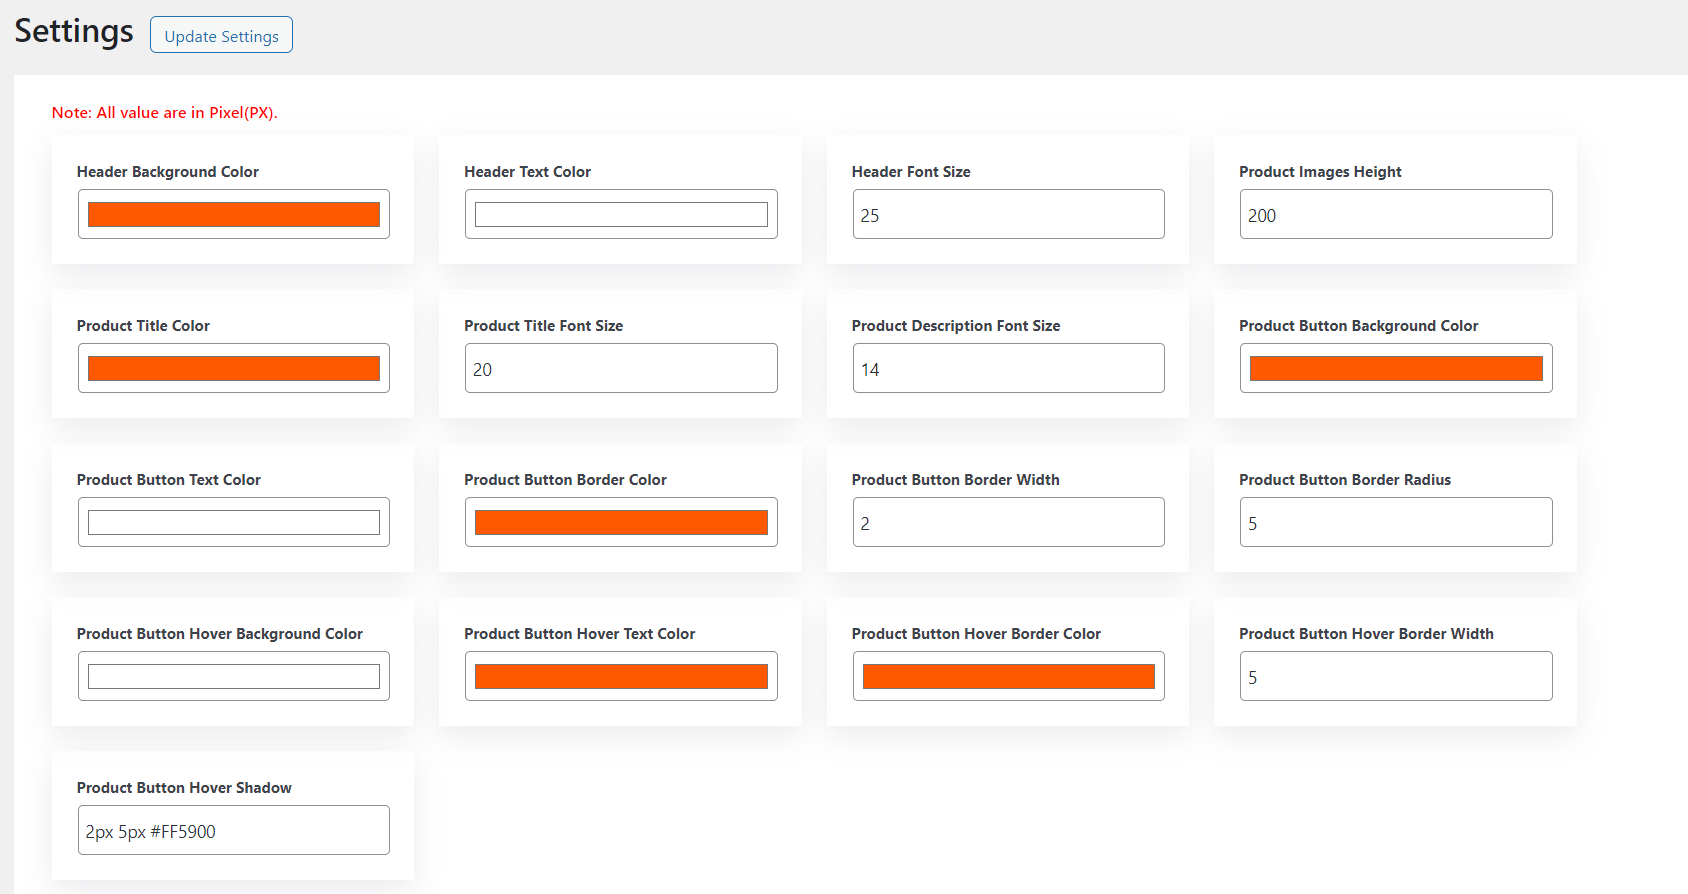 Settings
Update Settings
Note: All value are in Pixel(PX).
Header Background Color
Header Text Color
Header Font Size
25
Product Images Height
200
Product Title Color
Product Title Font Size
20
Product Description Font Size
14
Product Button Background Color
Product Button Text Color
Product Button Border Color
Product Button Border Width
2
Product Button Border Radius
5
Product Button Hover Background Color
Product Button Hover Text Color
Product Button Hover Border Color
Product Button Hover Border Width
5
Product Button Hover Shadow
2px 5px #FF5900